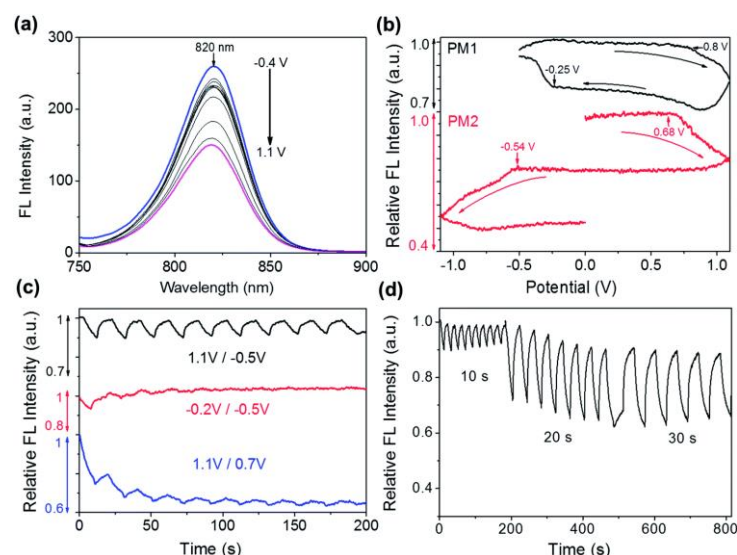 (a)
300
200
100
0
FL Intensity (a.u.)
820 nm
-0.4 V
1.1 V
750 800 850 900
Wavelength (nm)
(b)
1.0
0.7
1.0
0.4
Relative FL Intensity (a.u.)
PM1
-0.8 V
-0.25 V
PM2
0.68 V
-0.54 V
-1.0 -0.5 0.0 0.5 1.0
Potential (V)
(c)
1
0.7
1
0.8
1
0.6
Relative FL Intensity (a.u.)
1.1V / -0.5V
-0.2V / -0.5V
1.1V / 0.7V
0 50 100 150 200
Time (s)
(d)
1.0
0.8
0.6
0.4
Relative FL Intensity (a.u.)
10 s
20 s
30 s
0 200 400 600 800
Time (s)